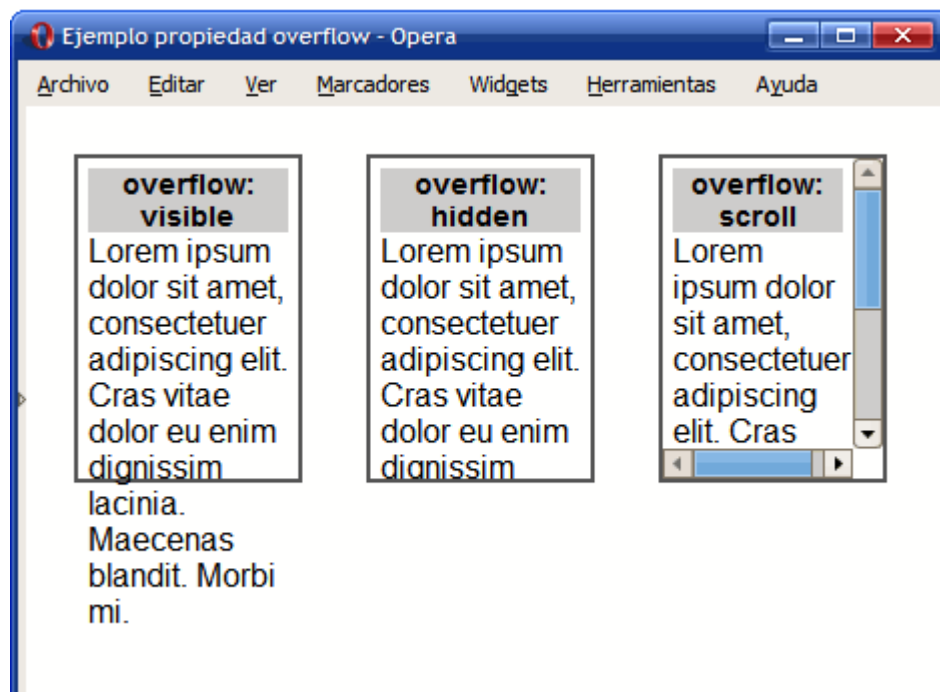 Ejemplo propiedad overflow - Opera
Archivo Editar Ver Marcadores Widgets Herramientas Ayuda
overflow:
visible
Lorem ipsum
dolor sit amet,
consectetuer
adipiscing elit.
Cras vitae
dolor eu enim
dignissim
lacinia.
Maecenas
blandit. Morbi
mi.
overflow:
hidden
Lorem ipsum
dolor sit amet,
consectetuer
adipiscing elit.
Cras vitae
dolor eu enim
dignissim
overflow:
scroll
Lorem
ipsum dolor
sit amet,
consectetuer
adipiscing
elit. Cras